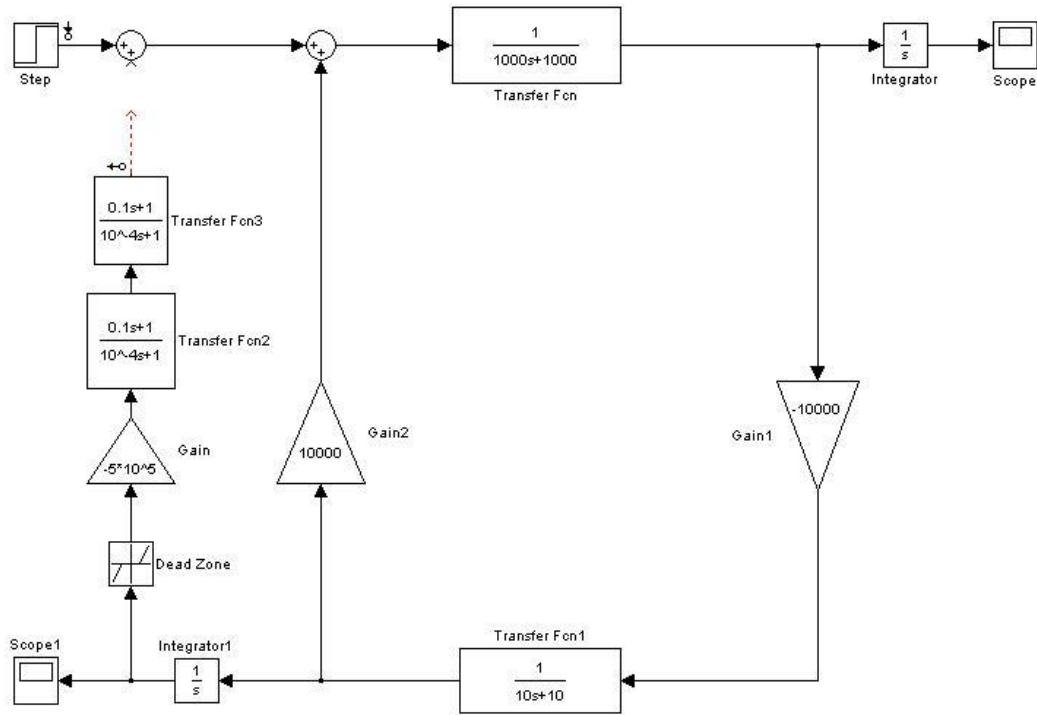 Step
+
+
+
+
1
1000s+1000
Transfer Fcn
1
s
Integrator
Scope
0.1s+1
10^-4s+1
Transfer Fcn3
0.1s+1
10^-4s+1
Transfer Fcn2
-5*10^5
Gain
10000
Gain2
-10000
Gain1
Dead Zone
Scope1
Integrator1
1
s
Transfer Fcn1
1
10s+10